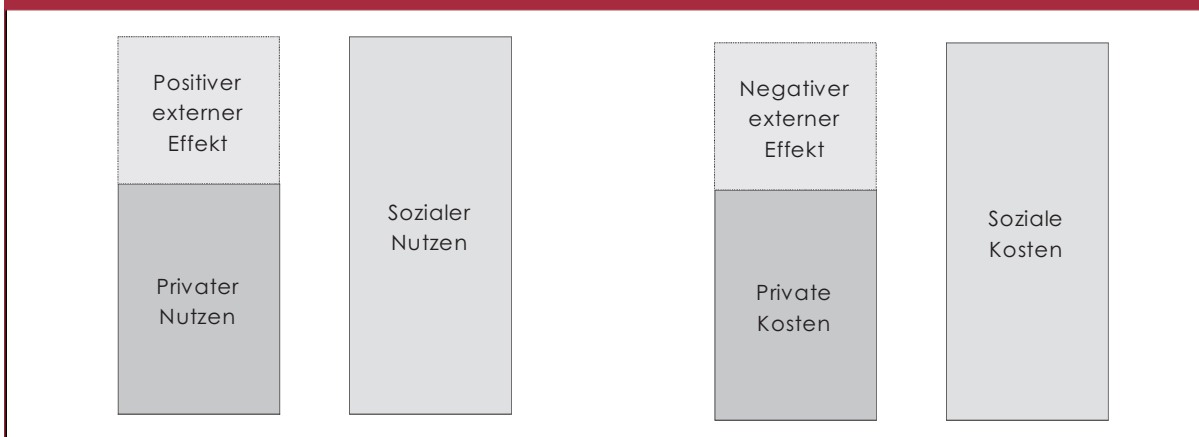 Positiver
externer
Effekt
Privater
Nutzen
Sozialer
Nutzen
Negativer
externer
Effekt
Private
Kosten
Soziale
Kosten